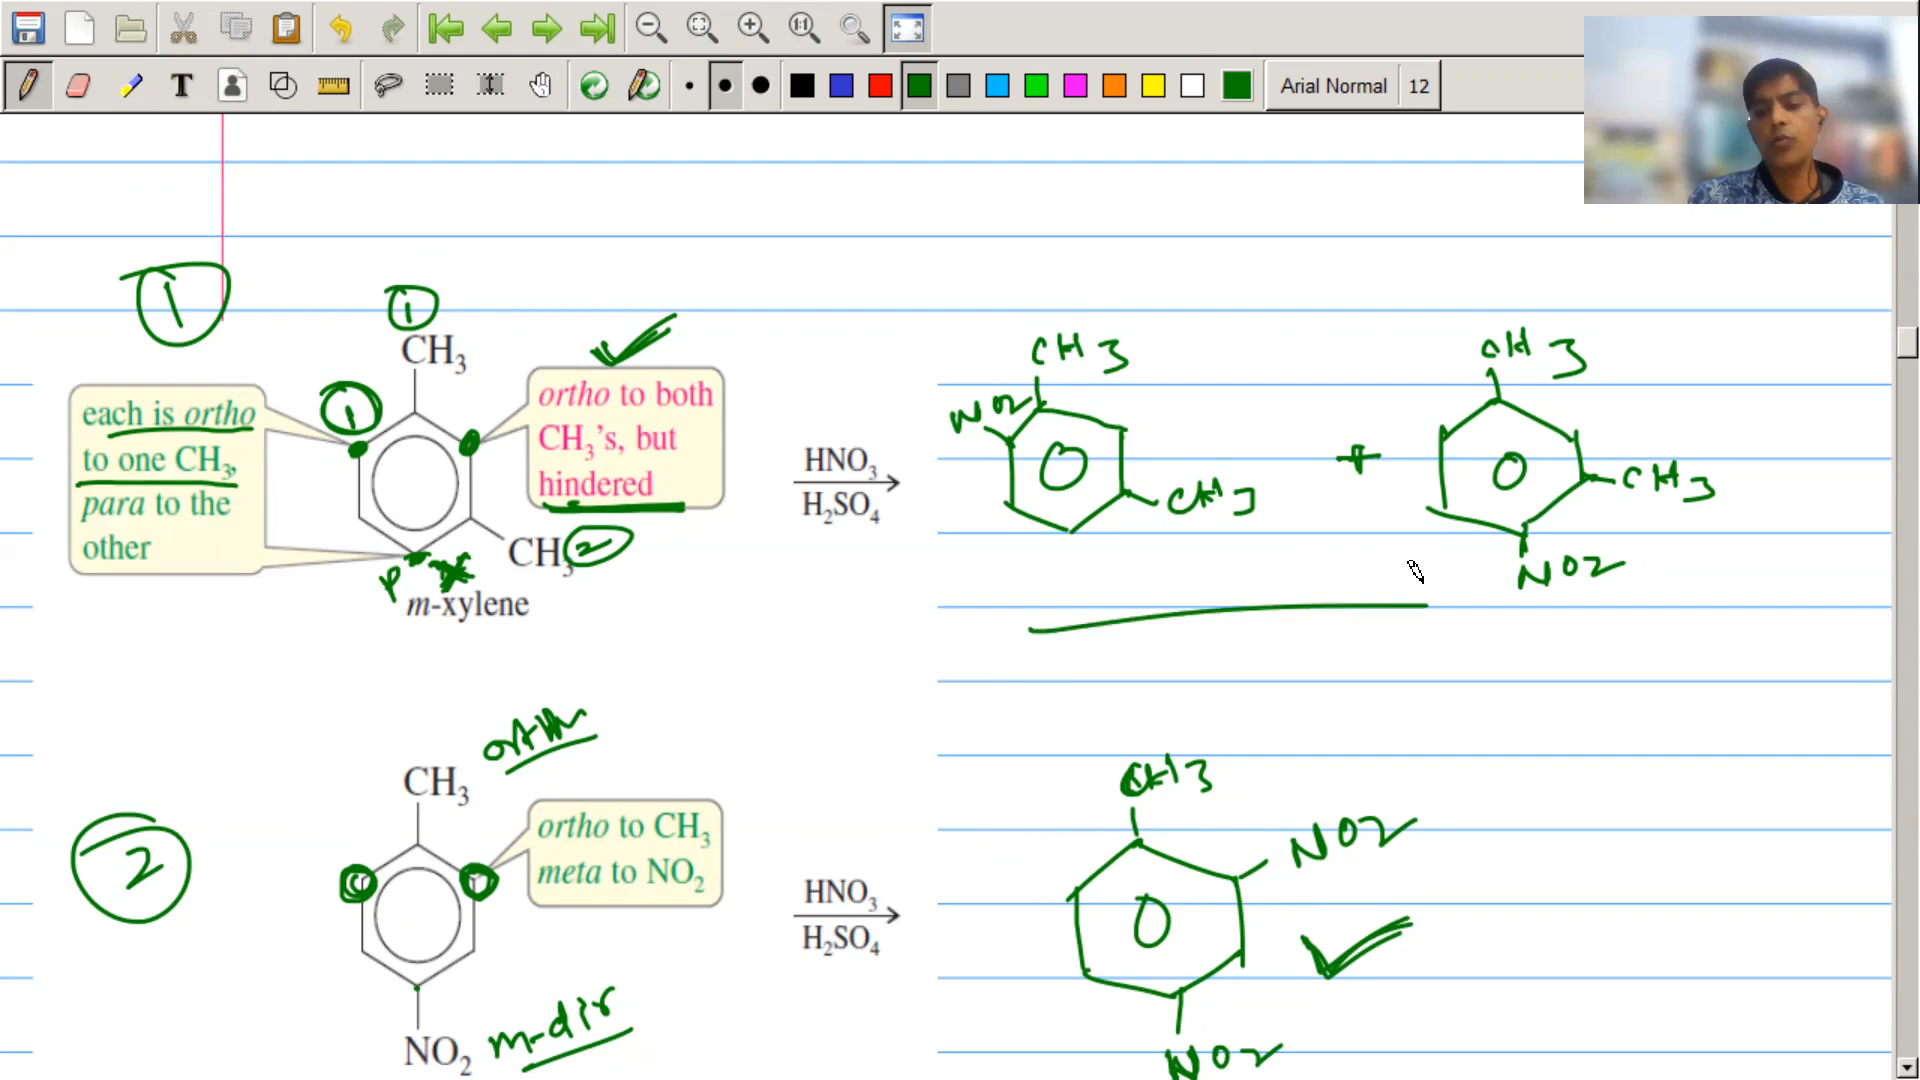 T
1:1
Arial Normal 12
1
1
CH3
1
each is ortho
to one CH3,
para to the
other
ortho to both
CH3's, but
hindered
CH3
2
P
m-xylene
HNO3
H2SO4
CH3
NO2
CH3
+
CH3
CH3
NO2
2
CH3
ortho
ortho to CH3
meta to NO2
NO2
m-dir
HNO3
H2SO4
CH3
NO2
NO2